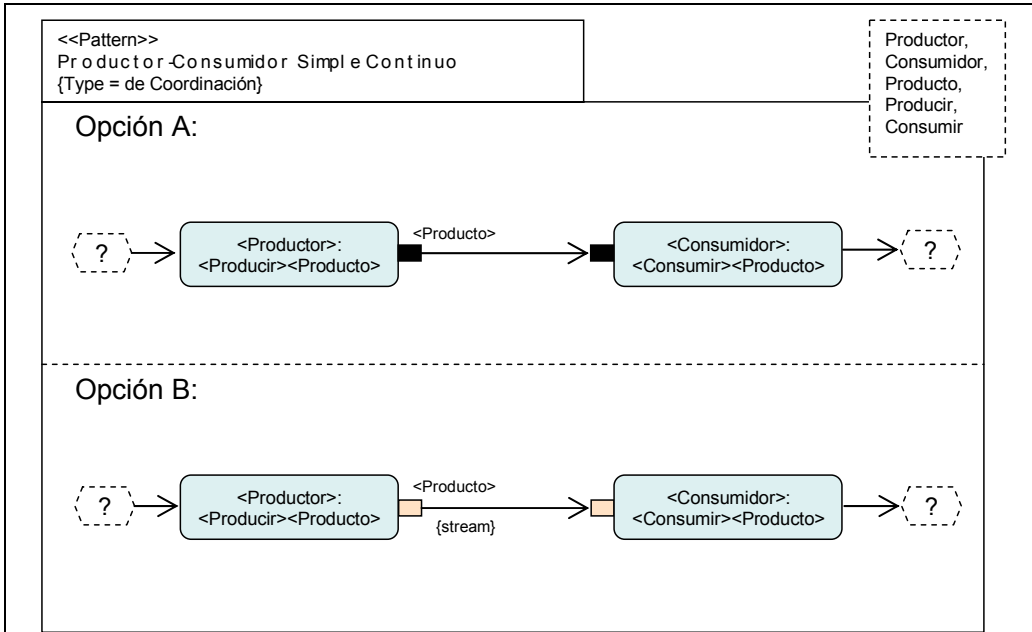 <<Pattern>>
Productor-Consumidor Simple Continuo
{Type = de Coordinación}
Productor,
Consumidor,
Producto,
Producir,
Consumir
Opción A:
?
<Productor>:
<Producir><Producto>
<Producto>
<Consumidor>:
<Consumir><Producto>
?
Opción B:
?
<Productor>:
<Producir><Producto>
<Producto>
{stream}
<Consumidor>:
<Consumir><Producto>
?